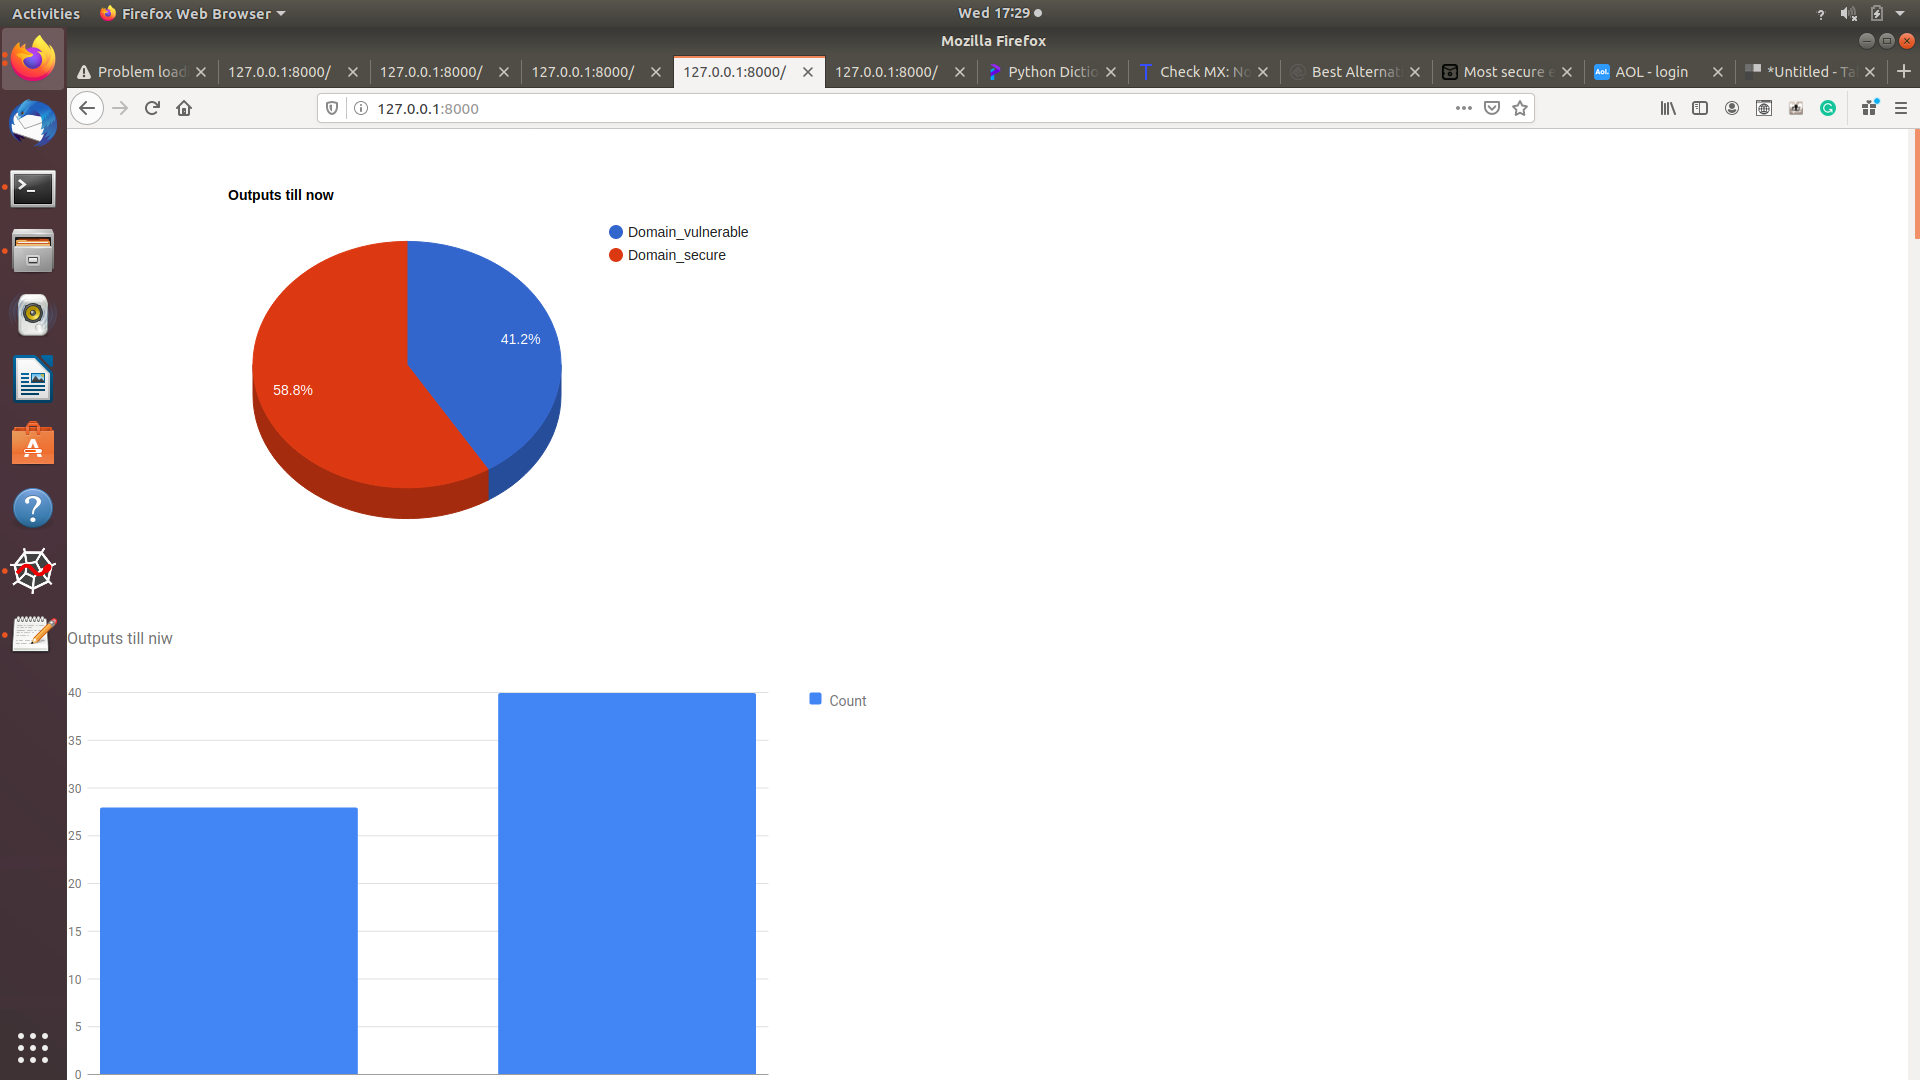 Activities
Firefox Web Browser
Wed 17:29
?
Mozilla Firefox
Problem load
127.0.0.1:8000/
127.0.0.1:8000/
127.0.0.1:8000/
127.0.0.1:8000/
127.0.0.1:8000/
Python Dictio
Check MX: No
Best Alternat
Most secure e
Aol.
AOL - login
*Untitled - Ta
127.0.0.1:8000
Outputs till now
Domain_vulnerable
Domain_secure
41.2%
58.8%
Outputs till niw
Count
40
35
30
25
20
15
10
5
0